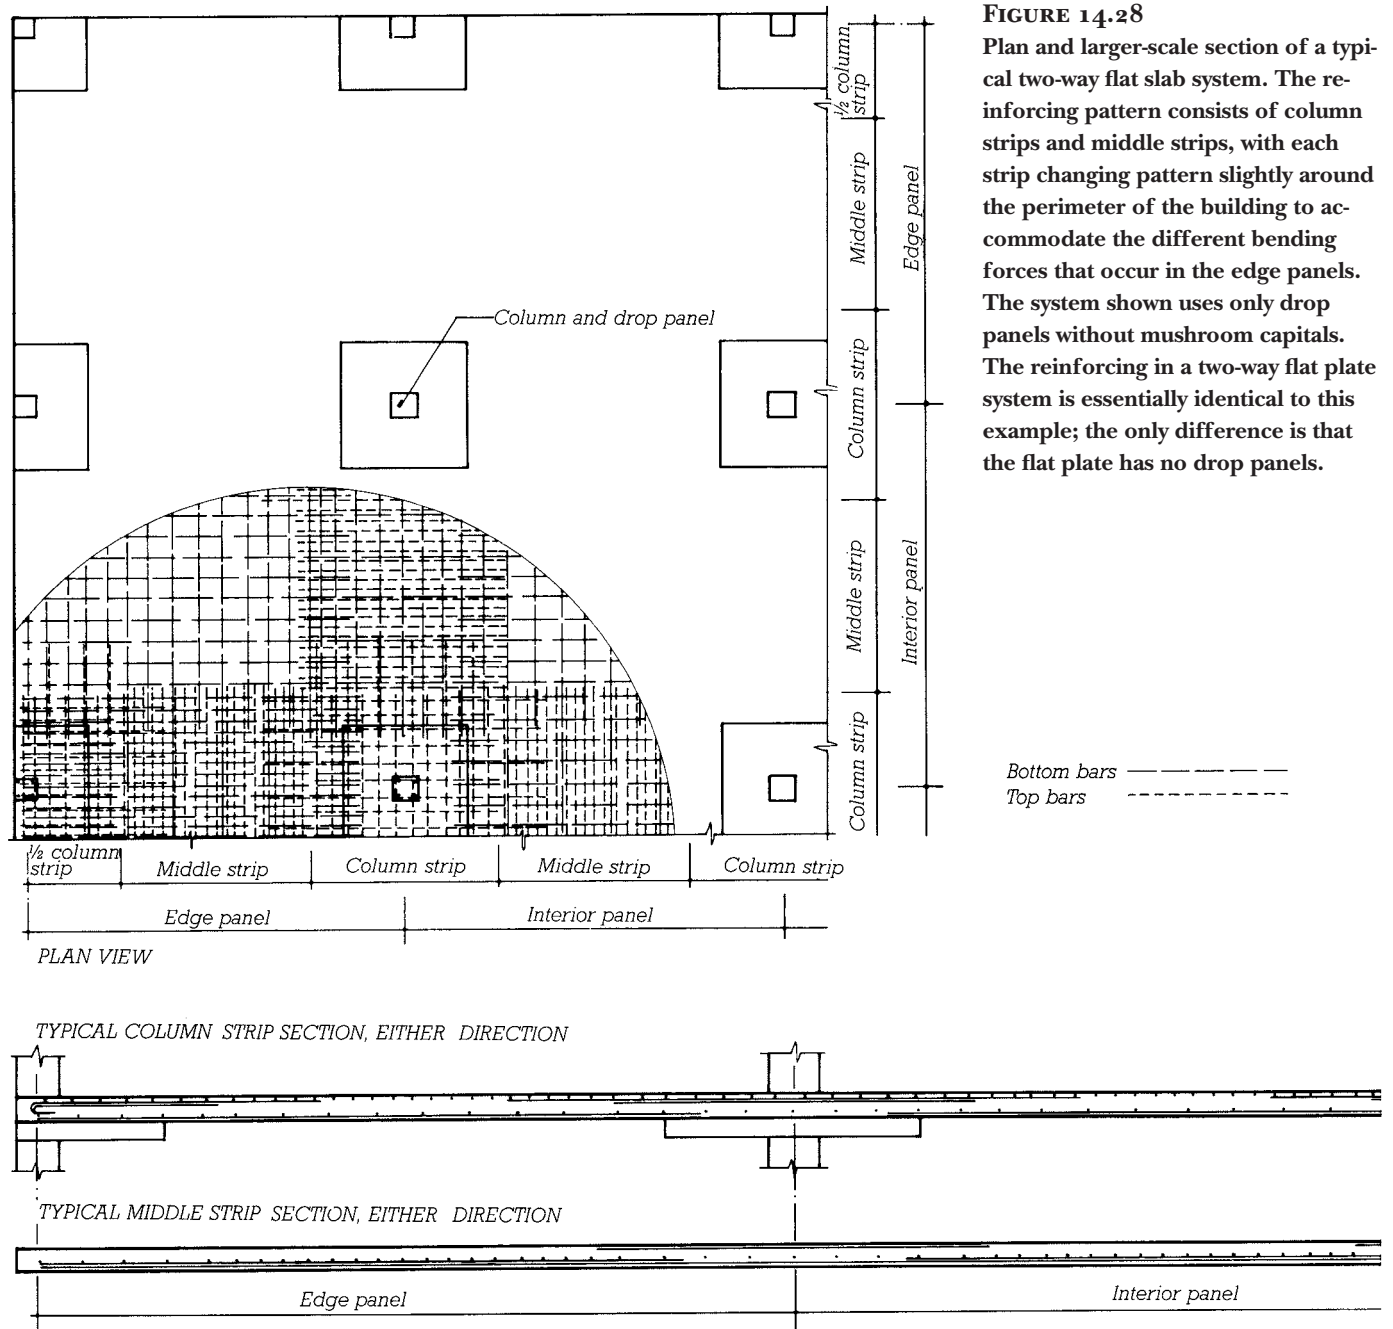 FIGURE 14.28
Plan and larger-scale section of a typi-
cal two-way flat slab system. The re-
inforcing pattern consists of column
strips and middle strips, with each
strip changing pattern slightly around
the perimeter of the building to ac-
commodate the different bending
forces that occur in the edge panels.
The system shown uses only drop
panels without mushroom capitals.
The reinforcing in a two-way flat plate
system is essentially identical to this
example; the only difference is that
the flat plate has no drop panels.
½ column
strip
Middle strip
Edge panel
Column and drop panel
Column strip
Middle strip
Interior panel
Column strip
Bottom bars
Top bars
½ column
strip
Middle strip
Column strip
Middle strip
Column strip
Edge panel
Interior panel
PLAN VIEW
TYPICAL COLUMN STRIP SECTION, EITHER DIRECTION
TYPICAL MIDDLE STRIP SECTION, EITHER DIRECTION
Edge panel
Interior panel